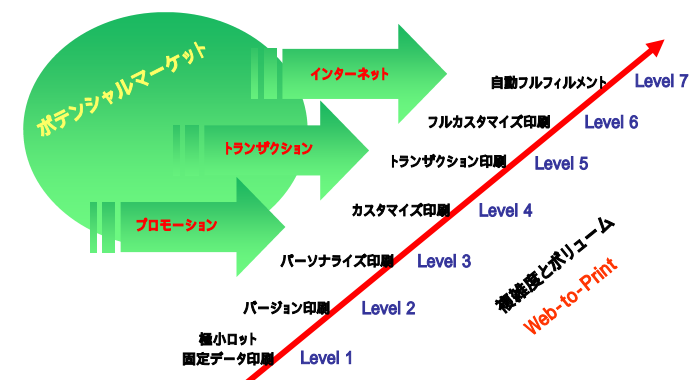 ポテンシャルマーケット
インターネット
トランザクション
プロモーション
自動フルフィルメント Level 7
フルカスタマイズ印刷 Level 6
トランザクション印刷 Level 5
カスタマイズ印刷 Level 4
パーソナライズ印刷 Level 3
バージョン印刷 Level 2
極小ロット
固定データ印刷 Level 1
複雑度とボリューム
Web-to-Print